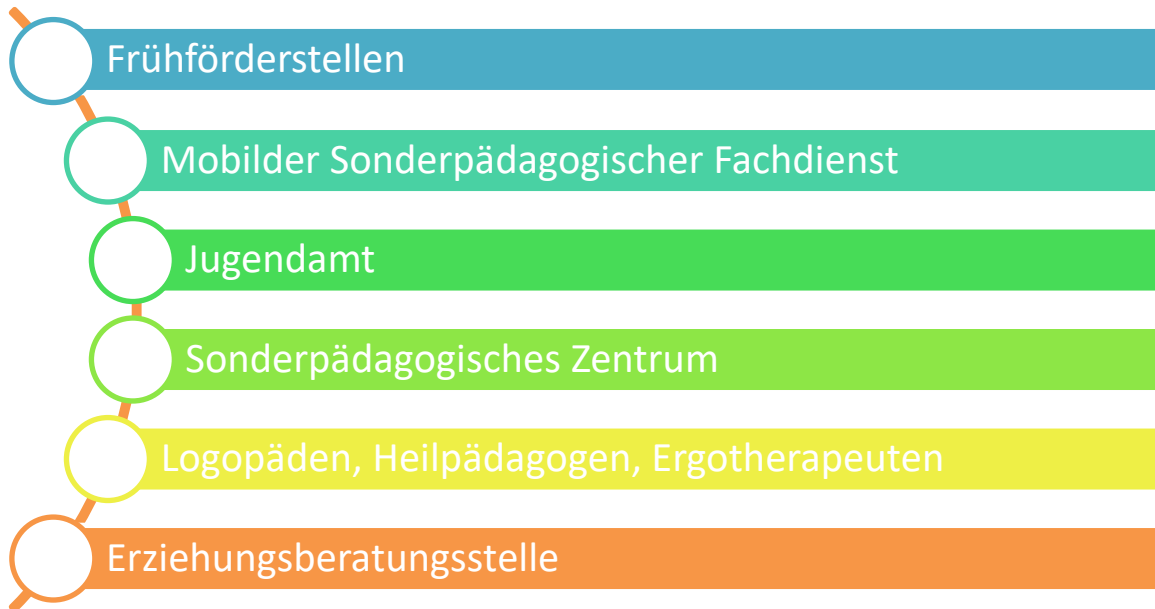 Frühförderstellen
Mobilder Sonderpädagogischer Fachdienst
Jugendamt
Sonderpädagogisches Zentrum
Logopäden, Heilpädagogen, Ergotherapeuten
Erziehungsberatungsstelle